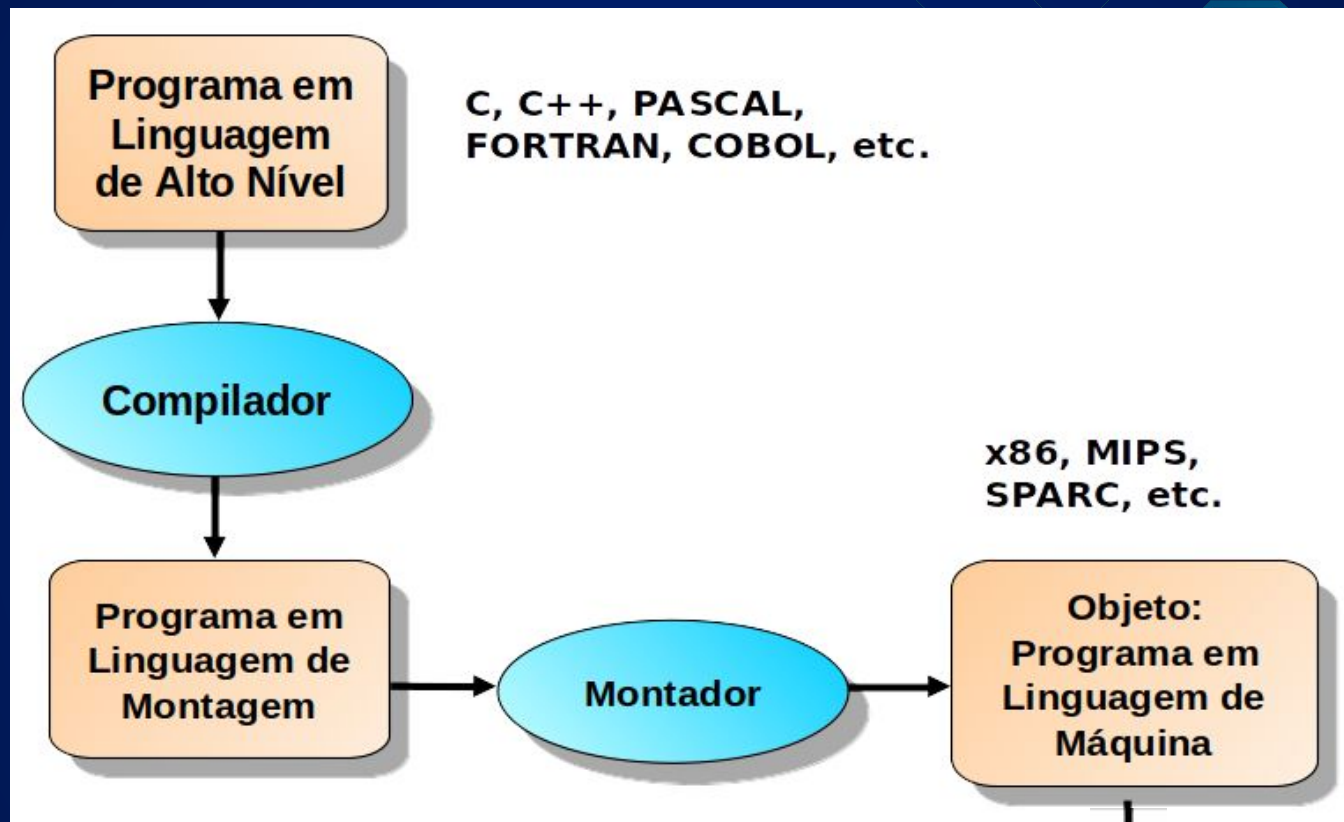 Programa em
Linguagem
de Alto Nível
C, C++, PASCAL,
FORTRAN, COBOL, etc.
Compilador
x86, MIPS,
SPARC, etc.
Programa em
Linguagem de
Montagem
Montador
Objeto:
Programa em
Linguagem de
Máquina